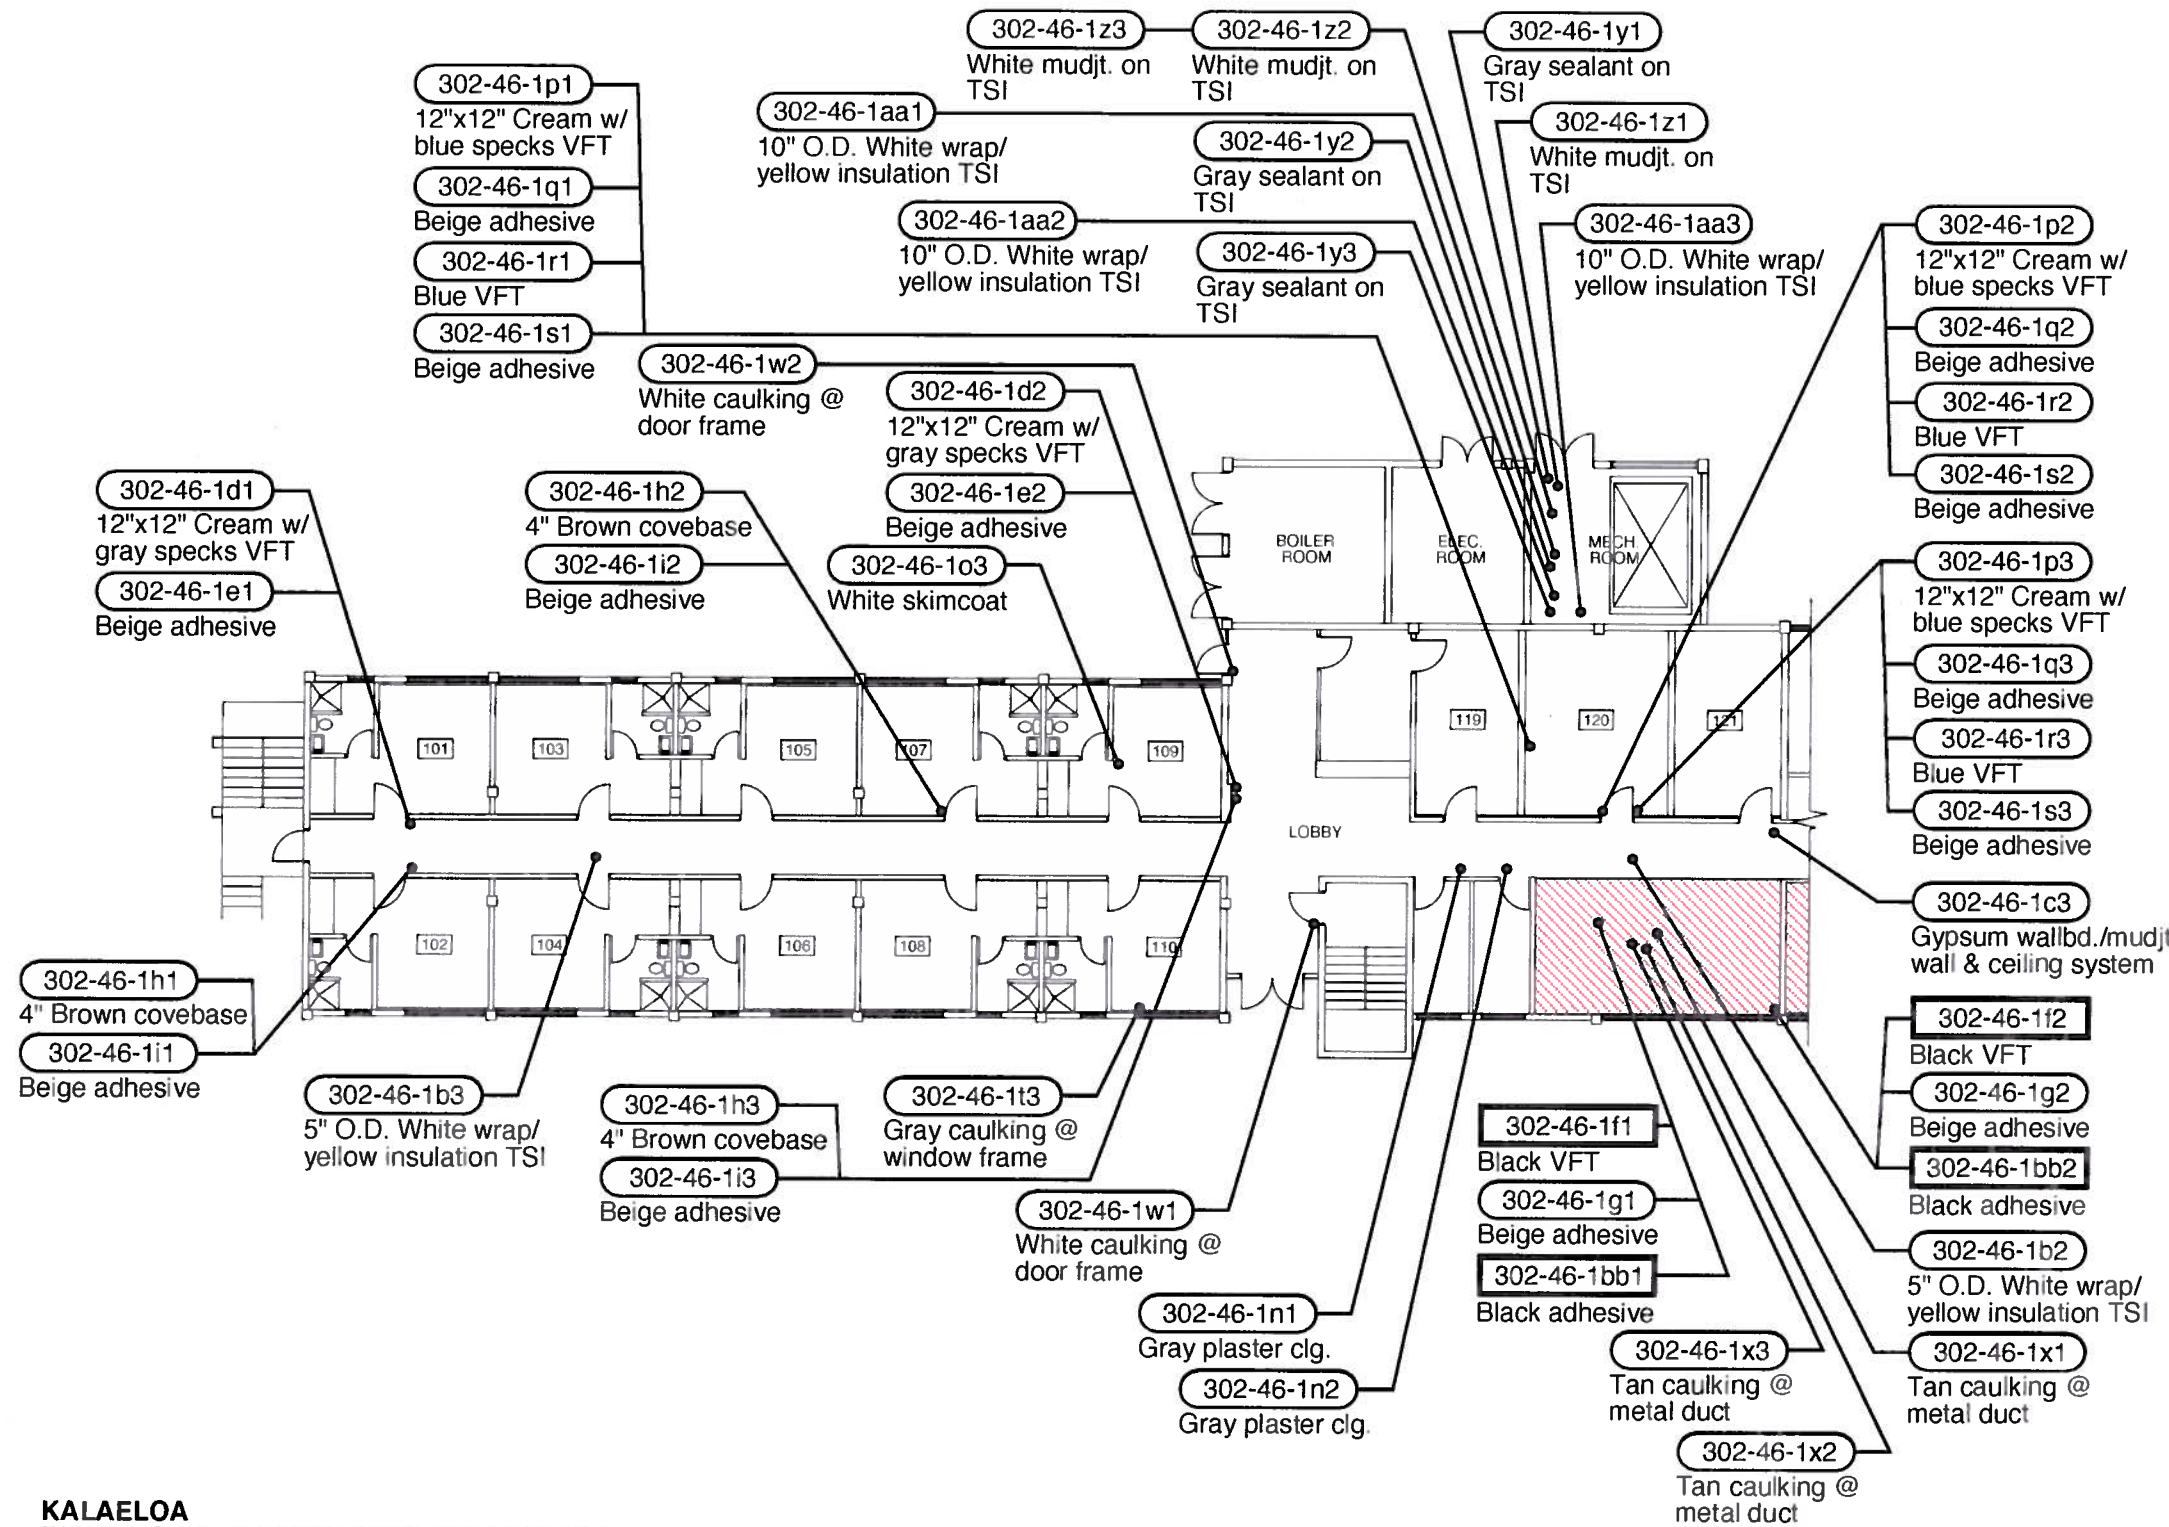 302-46-1z3
White mudjt. on
TSI
302-46-1z2
White mudjt. on
TSI
302-46-1y1
Gray sealant on
TSI
302-46-1p1
12"x12" Cream w/
blue specks VFT
302-46-1q1
Beige adhesive
302-46-1r1
Blue VFT
302-46-1s1
Beige adhesive
302-46-1aa1
10" O.D. White wrap/
yellow insulation TSI
302-46-1y2
Gray sealant on
TSI
302-46-1z1
White mudjt. on
TSI
302-46-1aa2
10" O.D. White wrap/
yellow insulation TSI
302-46-1y3
Gray sealant on
TSI
302-46-1aa3
10" O.D. White wrap/
yellow insulation TSI
302-46-1p2
12"x12" Cream w/
blue specks VFT
302-46-1q2
Beige adhesive
302-46-1r2
Blue VFT
302-46-1s2
Beige adhesive
302-46-1w2
White caulking @
door frame
302-46-1d2
12"x12" Cream w/
gray specks VFT
302-46-1e2
Beige adhesive
302-46-1d1
12"x12" Cream w/
gray specks VFT
302-46-1e1
Beige adhesive
302-46-1h2
4" Brown covebase
302-46-1i2
Beige adhesive
302-46-1o3
White skimcoat
BOILER
ROOM
ELEC.
ROOM
MECH
ROOM
302-46-1p3
12"x12" Cream w/
blue specks VFT
302-46-1q3
Beige adhesive
302-46-1r3
Blue VFT
302-46-1s3
Beige adhesive
101
103
105
107
109
119
120
121
LOBBY
102
104
106
108
110
302-46-1c3
Gypsum wallbd./mudjt
wall & ceiling system
302-46-1h1
4" Brown covebase
302-46-1i1
Beige adhesive
302-46-1b3
5" O.D. White wrap/
yellow insulation TSI
302-46-1h3
4" Brown covebase
302-46-1i3
Beige adhesive
302-46-1t3
Gray caulking @
window frame
302-46-1w1
White caulking @
door frame
302-46-1n1
Gray plaster clg.
302-46-1n2
Gray plaster clg.
302-46-1f1
Black VFT
302-46-1g1
Beige adhesive
302-46-1bb1
Black adhesive
302-46-1f2
Black VFT
302-46-1g2
Beige adhesive
302-46-1bb2
Black adhesive
302-46-1b2
5" O.D. White wrap/
yellow insulation TSI
302-46-1x3
Tan caulking @
metal duct
302-46-1x1
Tan caulking @
metal duct
302-46-1x2
Tan caulking @
metal duct
KALAELOA